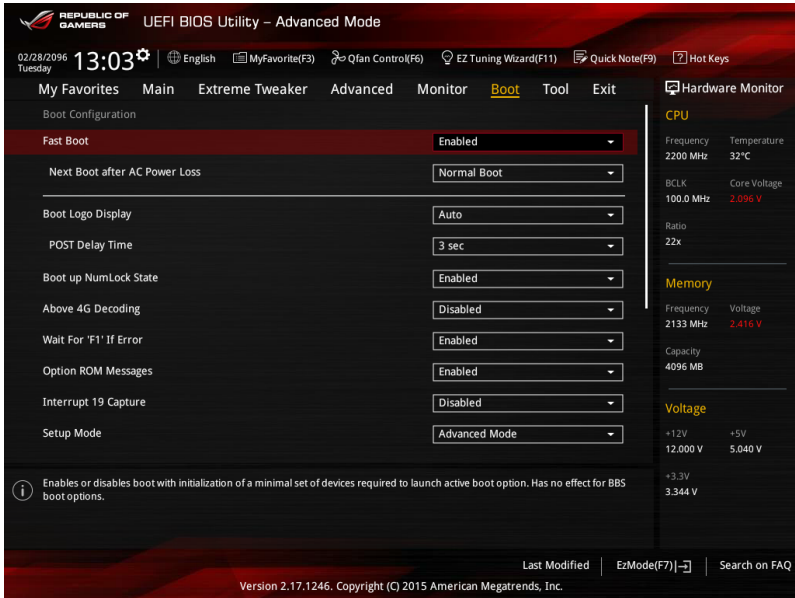 REPUBLIC OF
GAMERS
UEFI BIOS Utility – Advanced Mode
02/28/2096
Tuesday
13:03
English
MyFavorite(F3)
Qfan Control(F6)
EZ Tuning Wizard(F11)
Quick Note(F9)
? Hot Keys
My Favorites Main Extreme Tweaker Advanced Monitor Boot Tool Exit
Hardware Monitor
Boot Configuration
Fast Boot Enabled
Next Boot after AC Power Loss Normal Boot
Boot Logo Display Auto
POST Delay Time 3 sec
Boot up NumLock State Enabled
Above 4G Decoding Disabled
Wait For 'F1' If Error Enabled
Option ROM Messages Enabled
Interrupt 19 Capture Disabled
Setup Mode Advanced Mode
CPU
Frequency Temperature
2200 MHz 32°C
BCLK Core Voltage
100.0 MHz 2.096 V
Ratio
22x
Memory
Frequency Voltage
2133 MHz 2.416 V
Capacity
4096 MB
Voltage
+12V +5V
12.000 V 5.040 V
+3.3V
3.344 V
i
Enables or disables boot with initialization of a minimal set of devices required to launch active boot option. Has no effect for BBS
boot options.
Last Modified EzMode(F7) Search on FAQ
Version 2.17.1246. Copyright (C) 2015 American Megatrends, Inc.